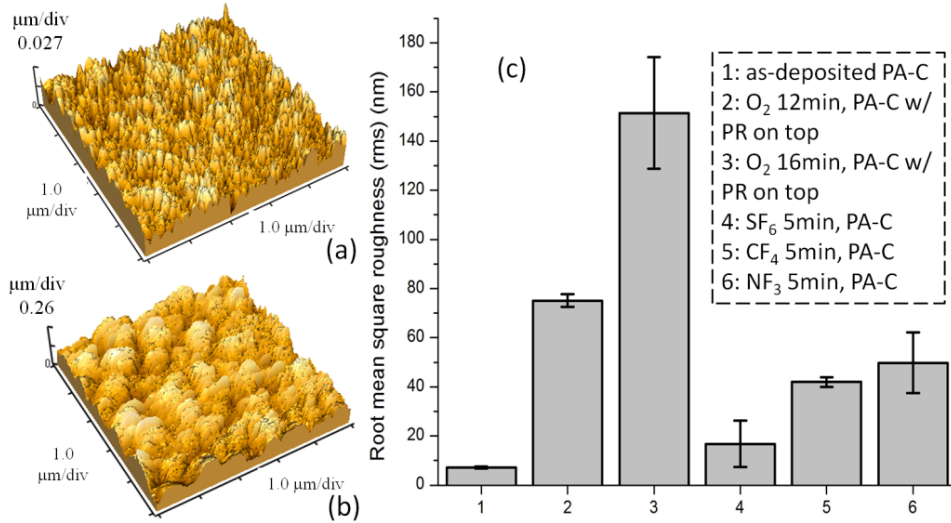 μm/div
0.027
0
1.0
μm/div
1.0 μm/div
(a)
μm/div
0.26
0
1.0
μm/div
1.0 μm/div
(b)
(c)
Root mean square roughness (rms) (nm)
180
160
140
120
100
80
60
40
20
0
1 2 3 4 5 6
1: as-deposited PA-C
2: O₂ 12min, PA-C w/
PR on top
3: O₂ 16min, PA-C w/
PR on top
4: SF₆ 5min, PA-C
5: CF₄ 5min, PA-C
6: NF₃ 5min, PA-C